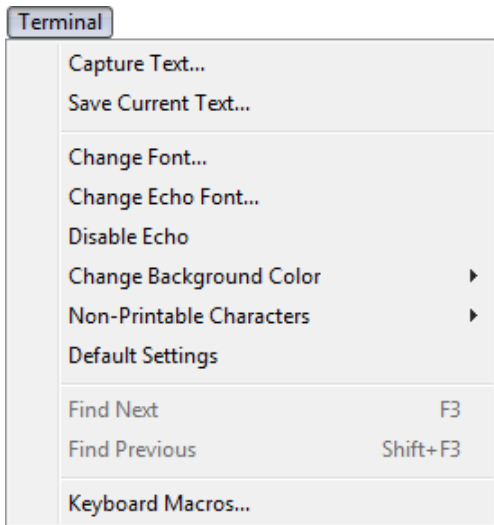 Terminal
Capture Text...
Save Current Text...
Change Font...
Change Echo Font...
Disable Echo
Change Background Color
Non-Printable Characters
Default Settings
Find Next F3
Find Previous Shift+F3
Keyboard Macros...